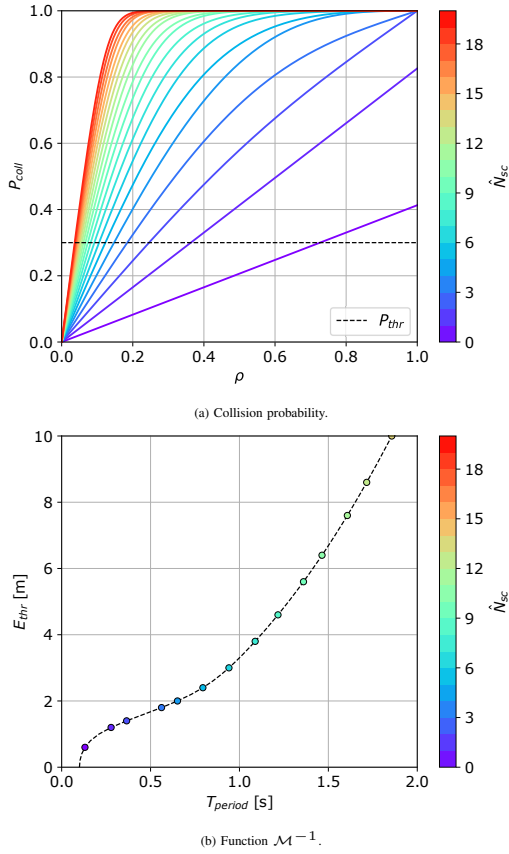 1.0
0.8
0.6
0.4
0.2
0.0
P_coll
0.0 0.2 0.4 0.6 0.8 1.0
ρ
P_thr
18
15
12
9
6
3
0
N̂_sc
(a) Collision probability.
10
8
6
4
2
0
E_thr [m]
0.0 0.5 1.0 1.5 2.0
T_period [s]
18
15
12
9
6
3
0
N̂_sc
(b) Function ℳ⁻¹.